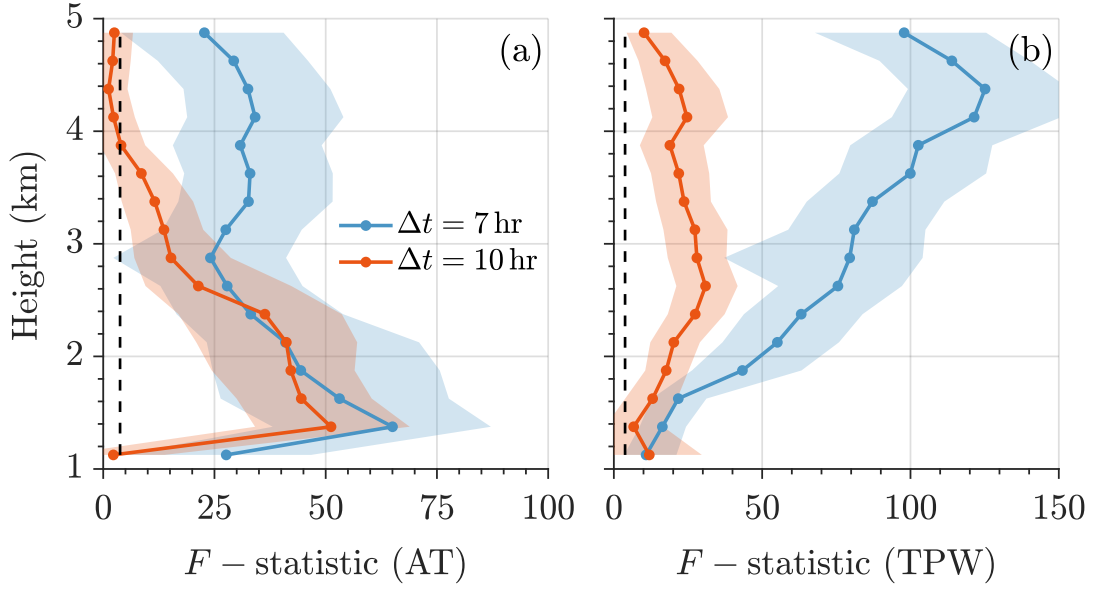 (a)
(b)
5
4
3
2
1
Height (km)
Δt = 7 hr
Δt = 10 hr
0 25 50 75 100
0 50 100 150
F − statistic (AT)
F − statistic (TPW)